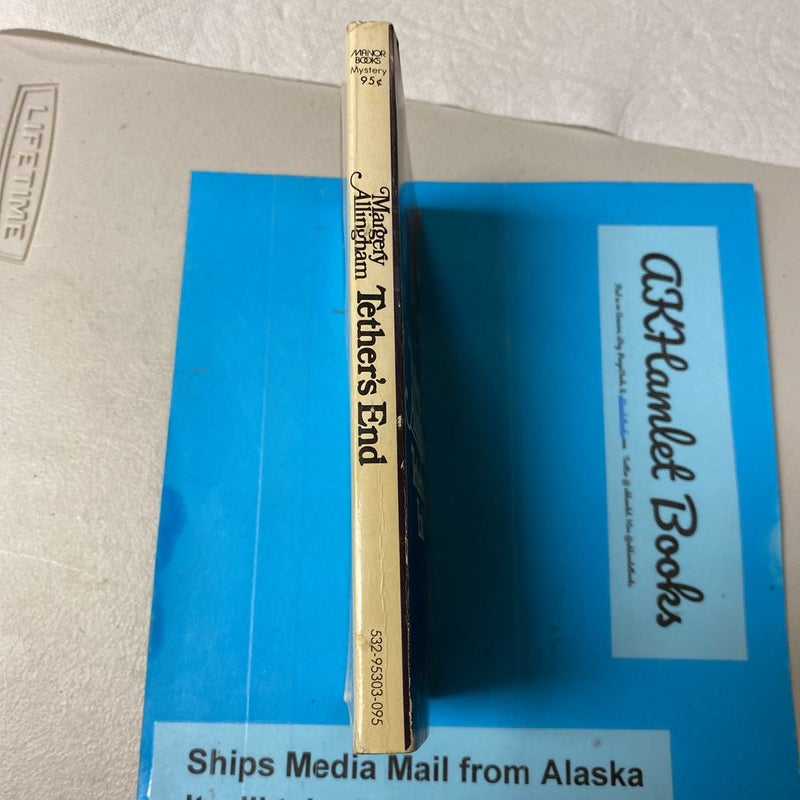 MANOR
BOOKS
Mystery
95¢
Margery
Allingham
Tether's End
532-95303-095
LIFETIME
AKHamlet Books
Ships Media Mail from Alaska